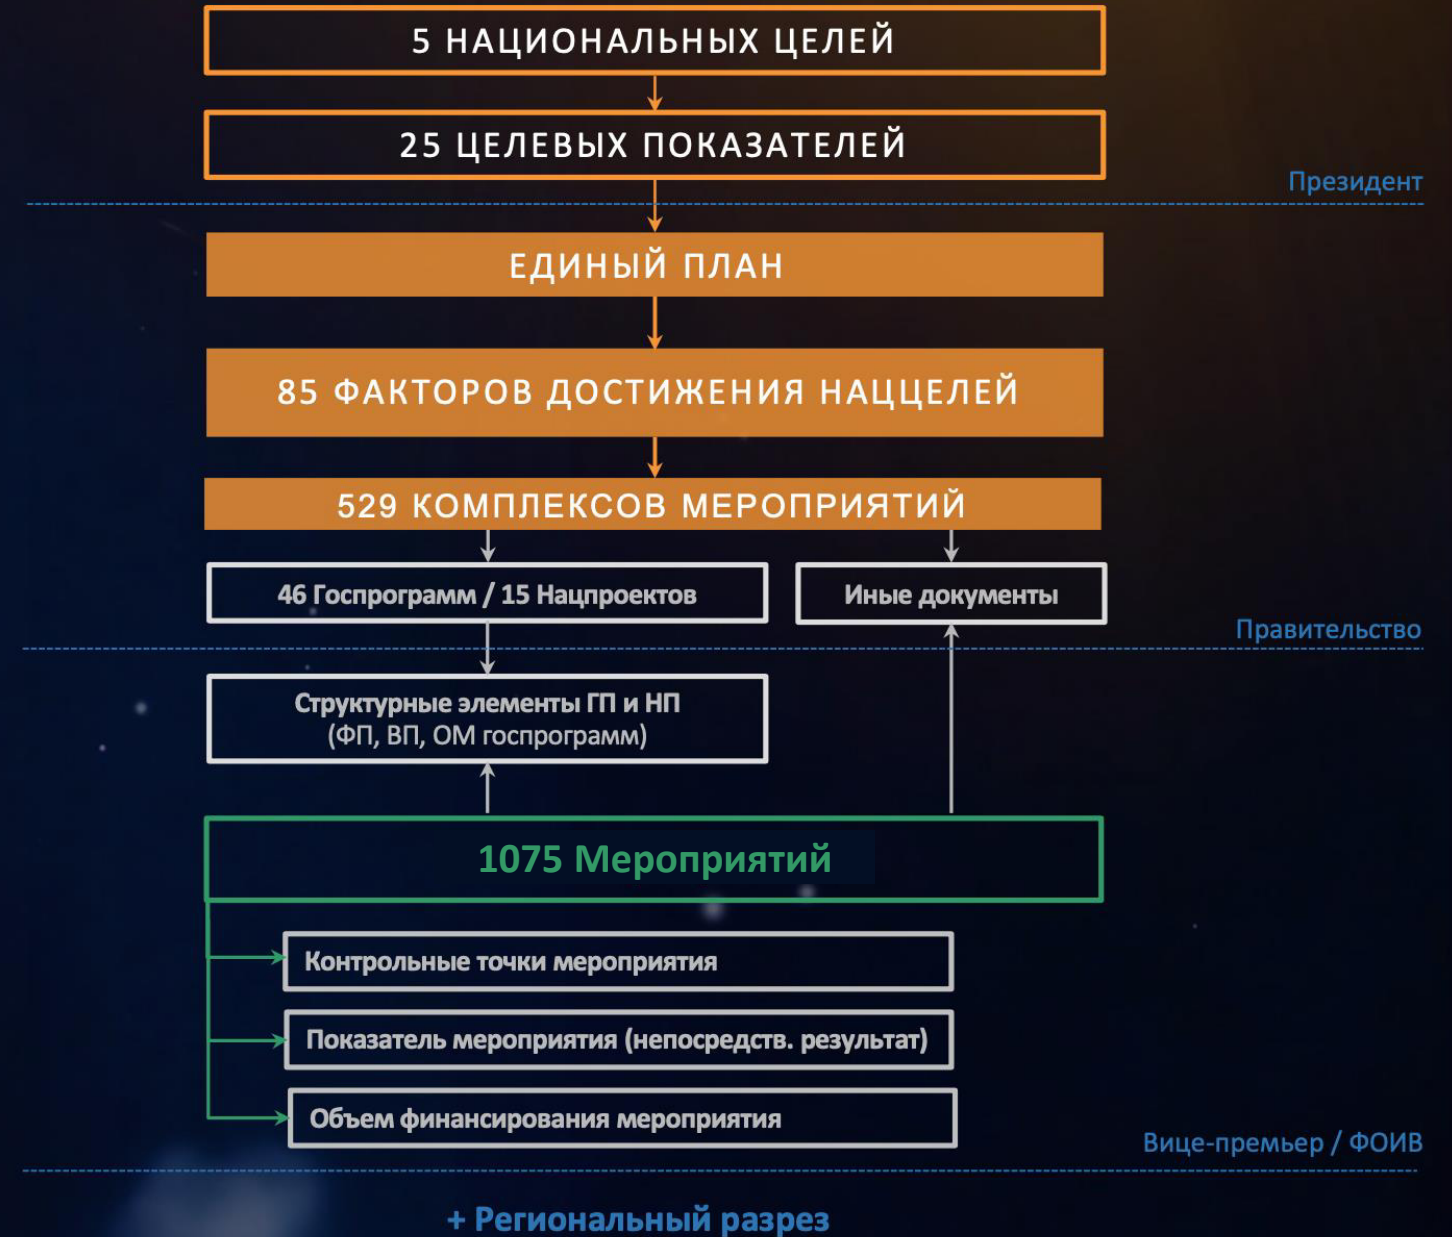 5 НАЦИОНАЛЬНЫХ ЦЕЛЕЙ
25 ЦЕЛЕВЫХ ПОКАЗАТЕЛЕЙ
Президент
ЕДИНЫЙ ПЛАН
85 ФАКТОРОВ ДОСТИЖЕНИЯ НАЦЦЕЛЕЙ
529 КОМПЛЕКСОВ МЕРОПРИЯТИЙ
46 Госпрограмм / 15 Нацпроектов
Иные документы
Правительство
Структурные элементы ГП и НП
(ФП, ВП, ОМ госпрограмм)
1075 Мероприятий
Контрольные точки мероприятия
Показатель мероприятия (непосредств. результат)
Объем финансирования мероприятия
Вице-премьер / ФОИВ
+ Региональный разрез